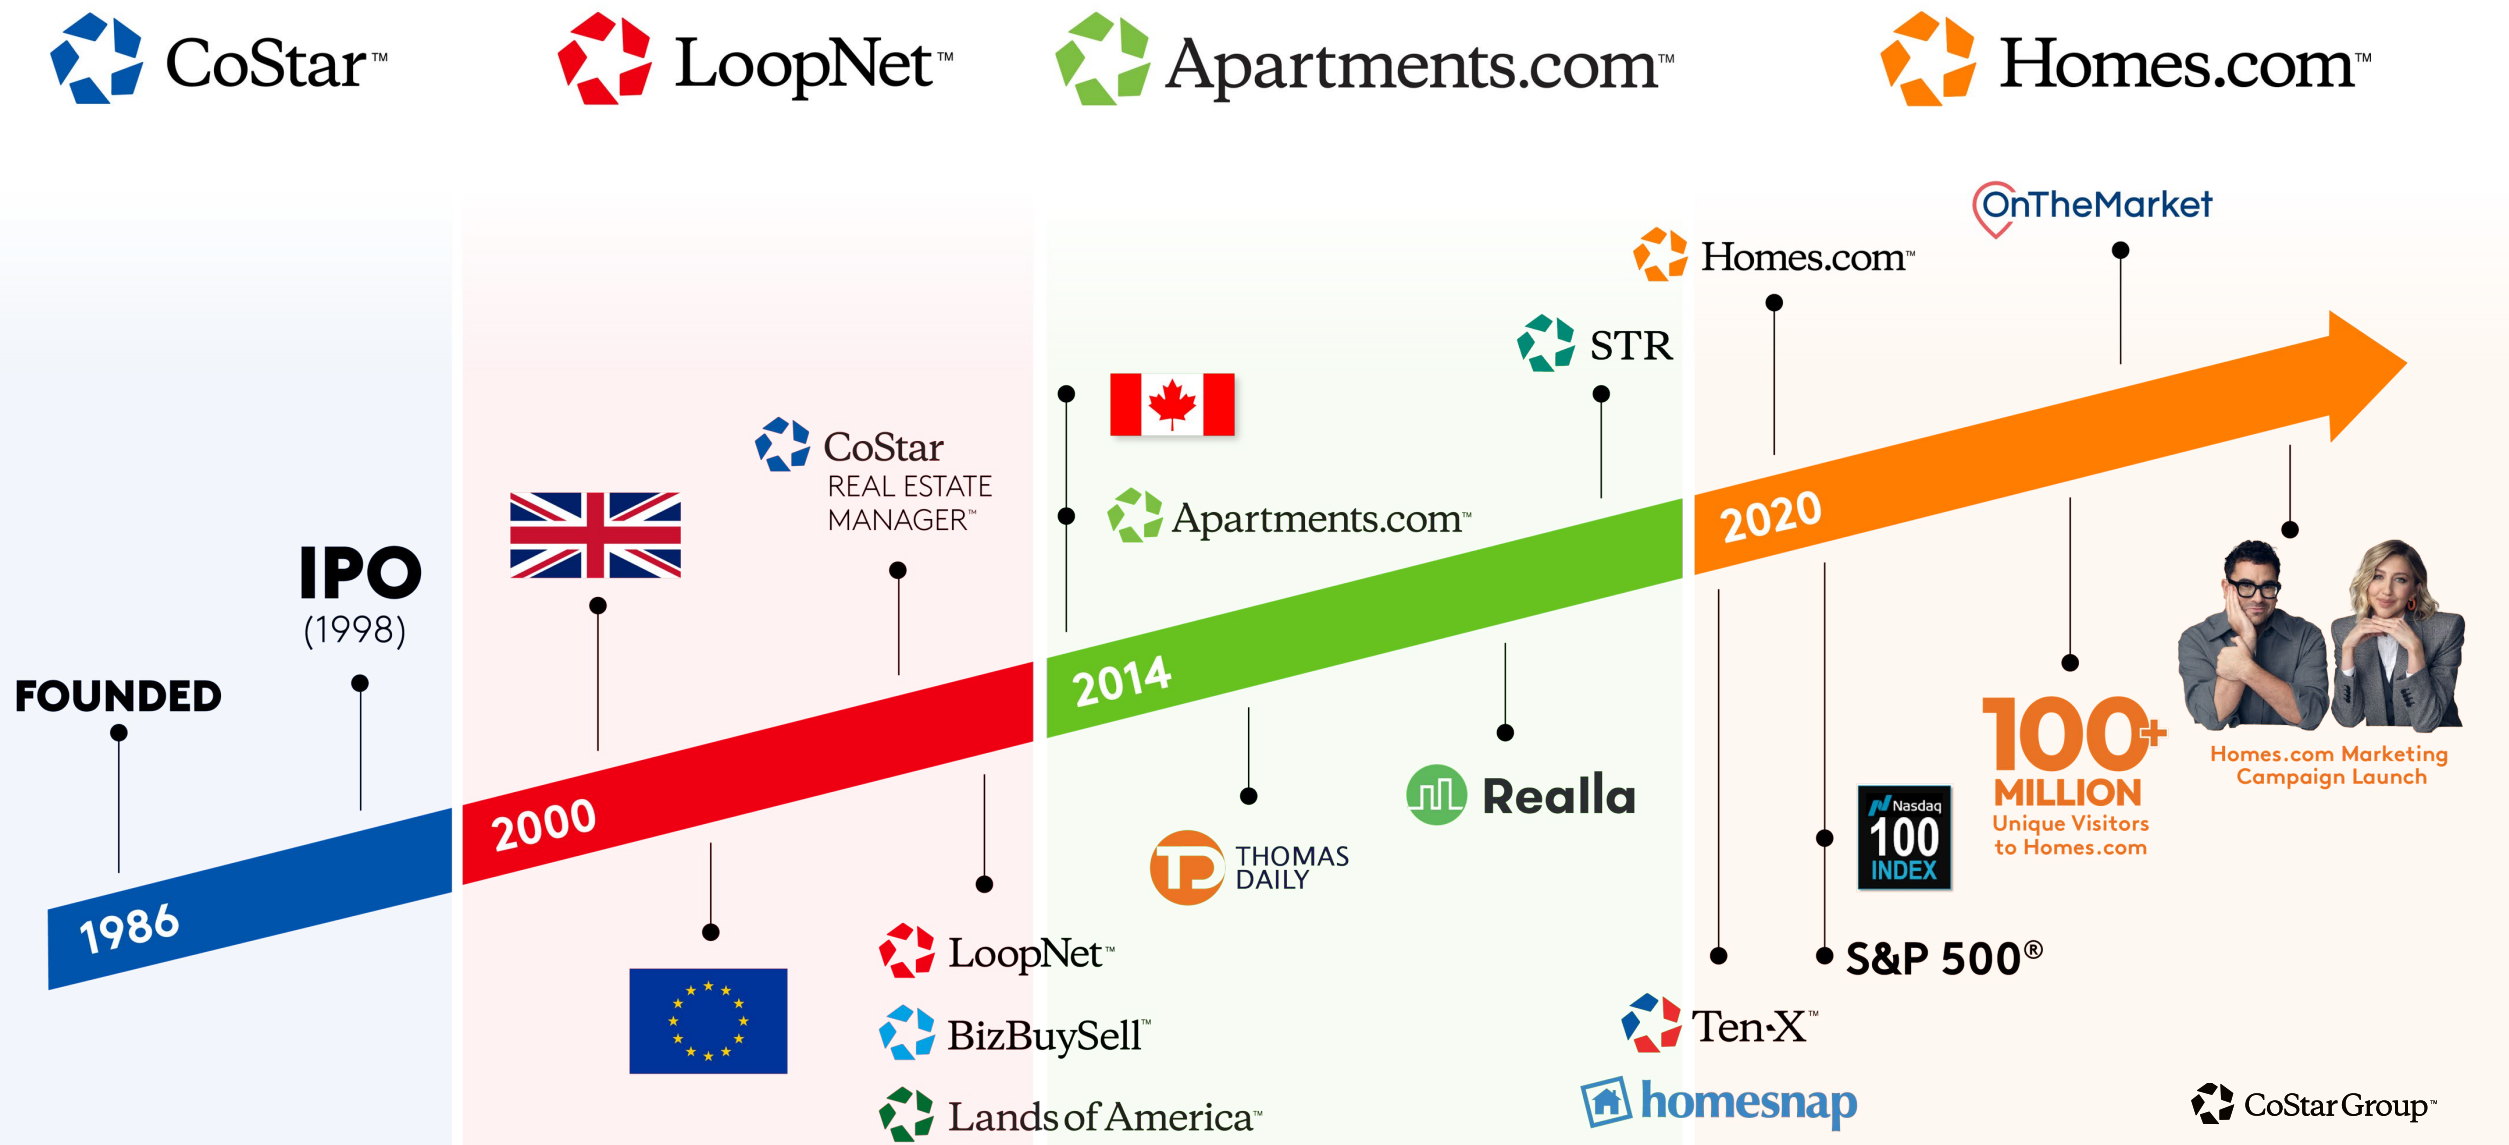 CoStar™
LoopNet™
Apartments.com™
Homes.com™
FOUNDED
IPO
(1998)
1986
CoStar
REAL ESTATE
MANAGER™
2000
LoopNet™
BizBuySell™
Lands of America™
Apartments.com™
STR
2014
THOMAS
DAILY
Realla
Homes.com™
OnTheMarket
2020
Nasdaq
100
INDEX
S&P 500®
Ten-X™
homesnap
100+
MILLION
Unique Visitors
to Homes.com
Homes.com Marketing
Campaign Launch
CoStar Group™